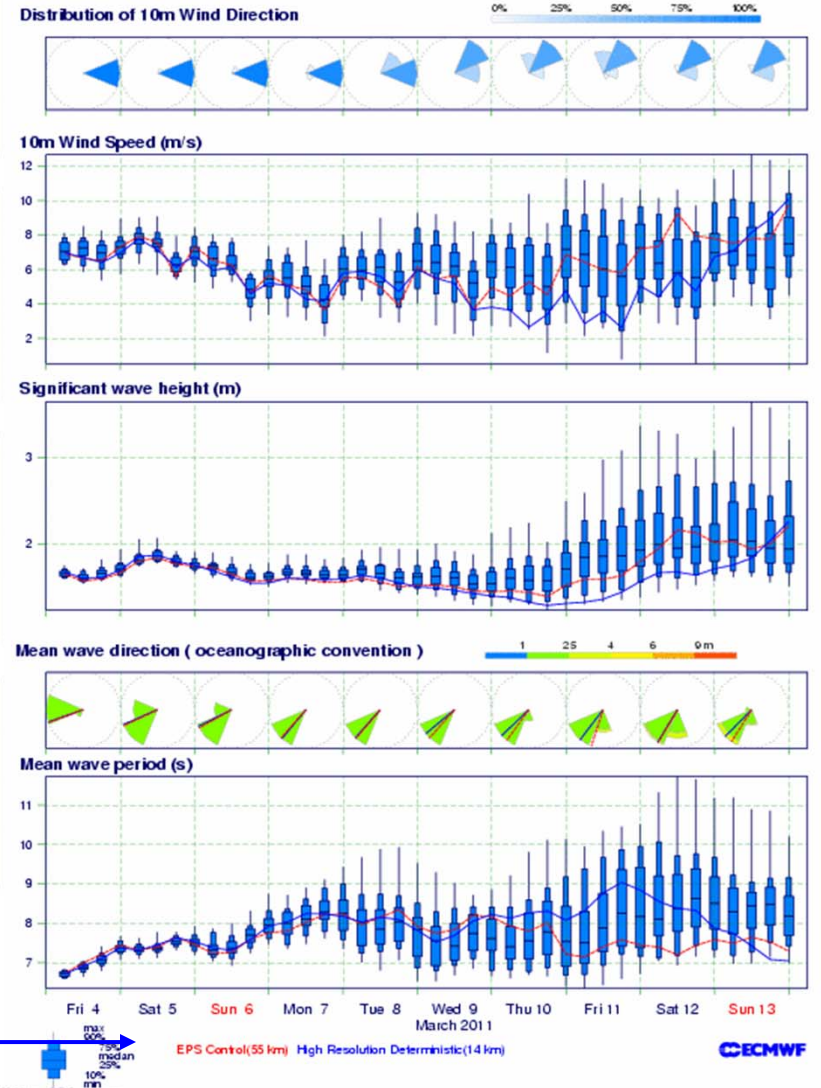 Distribution of 10m Wind Direction
0% 25% 50% 75% 100%
10m Wind Speed (m/s)
12
10
8
6
4
2
Significant wave height (m)
3
2
Mean wave direction ( oceanographic convention )
1 2.5 4 6 9m
Mean wave period (s)
11
10
9
8
7
Fri 4 Sat 5 Sun 6 Mon 7 Tue 8 Wed 9 Thu 10 Fri 11 Sat 12 Sun 13
March 2011
max
90%
75%
median
25%
10%
min
EPS Control(55 km) High Resolution Deterministic(14 km)
ECMWF